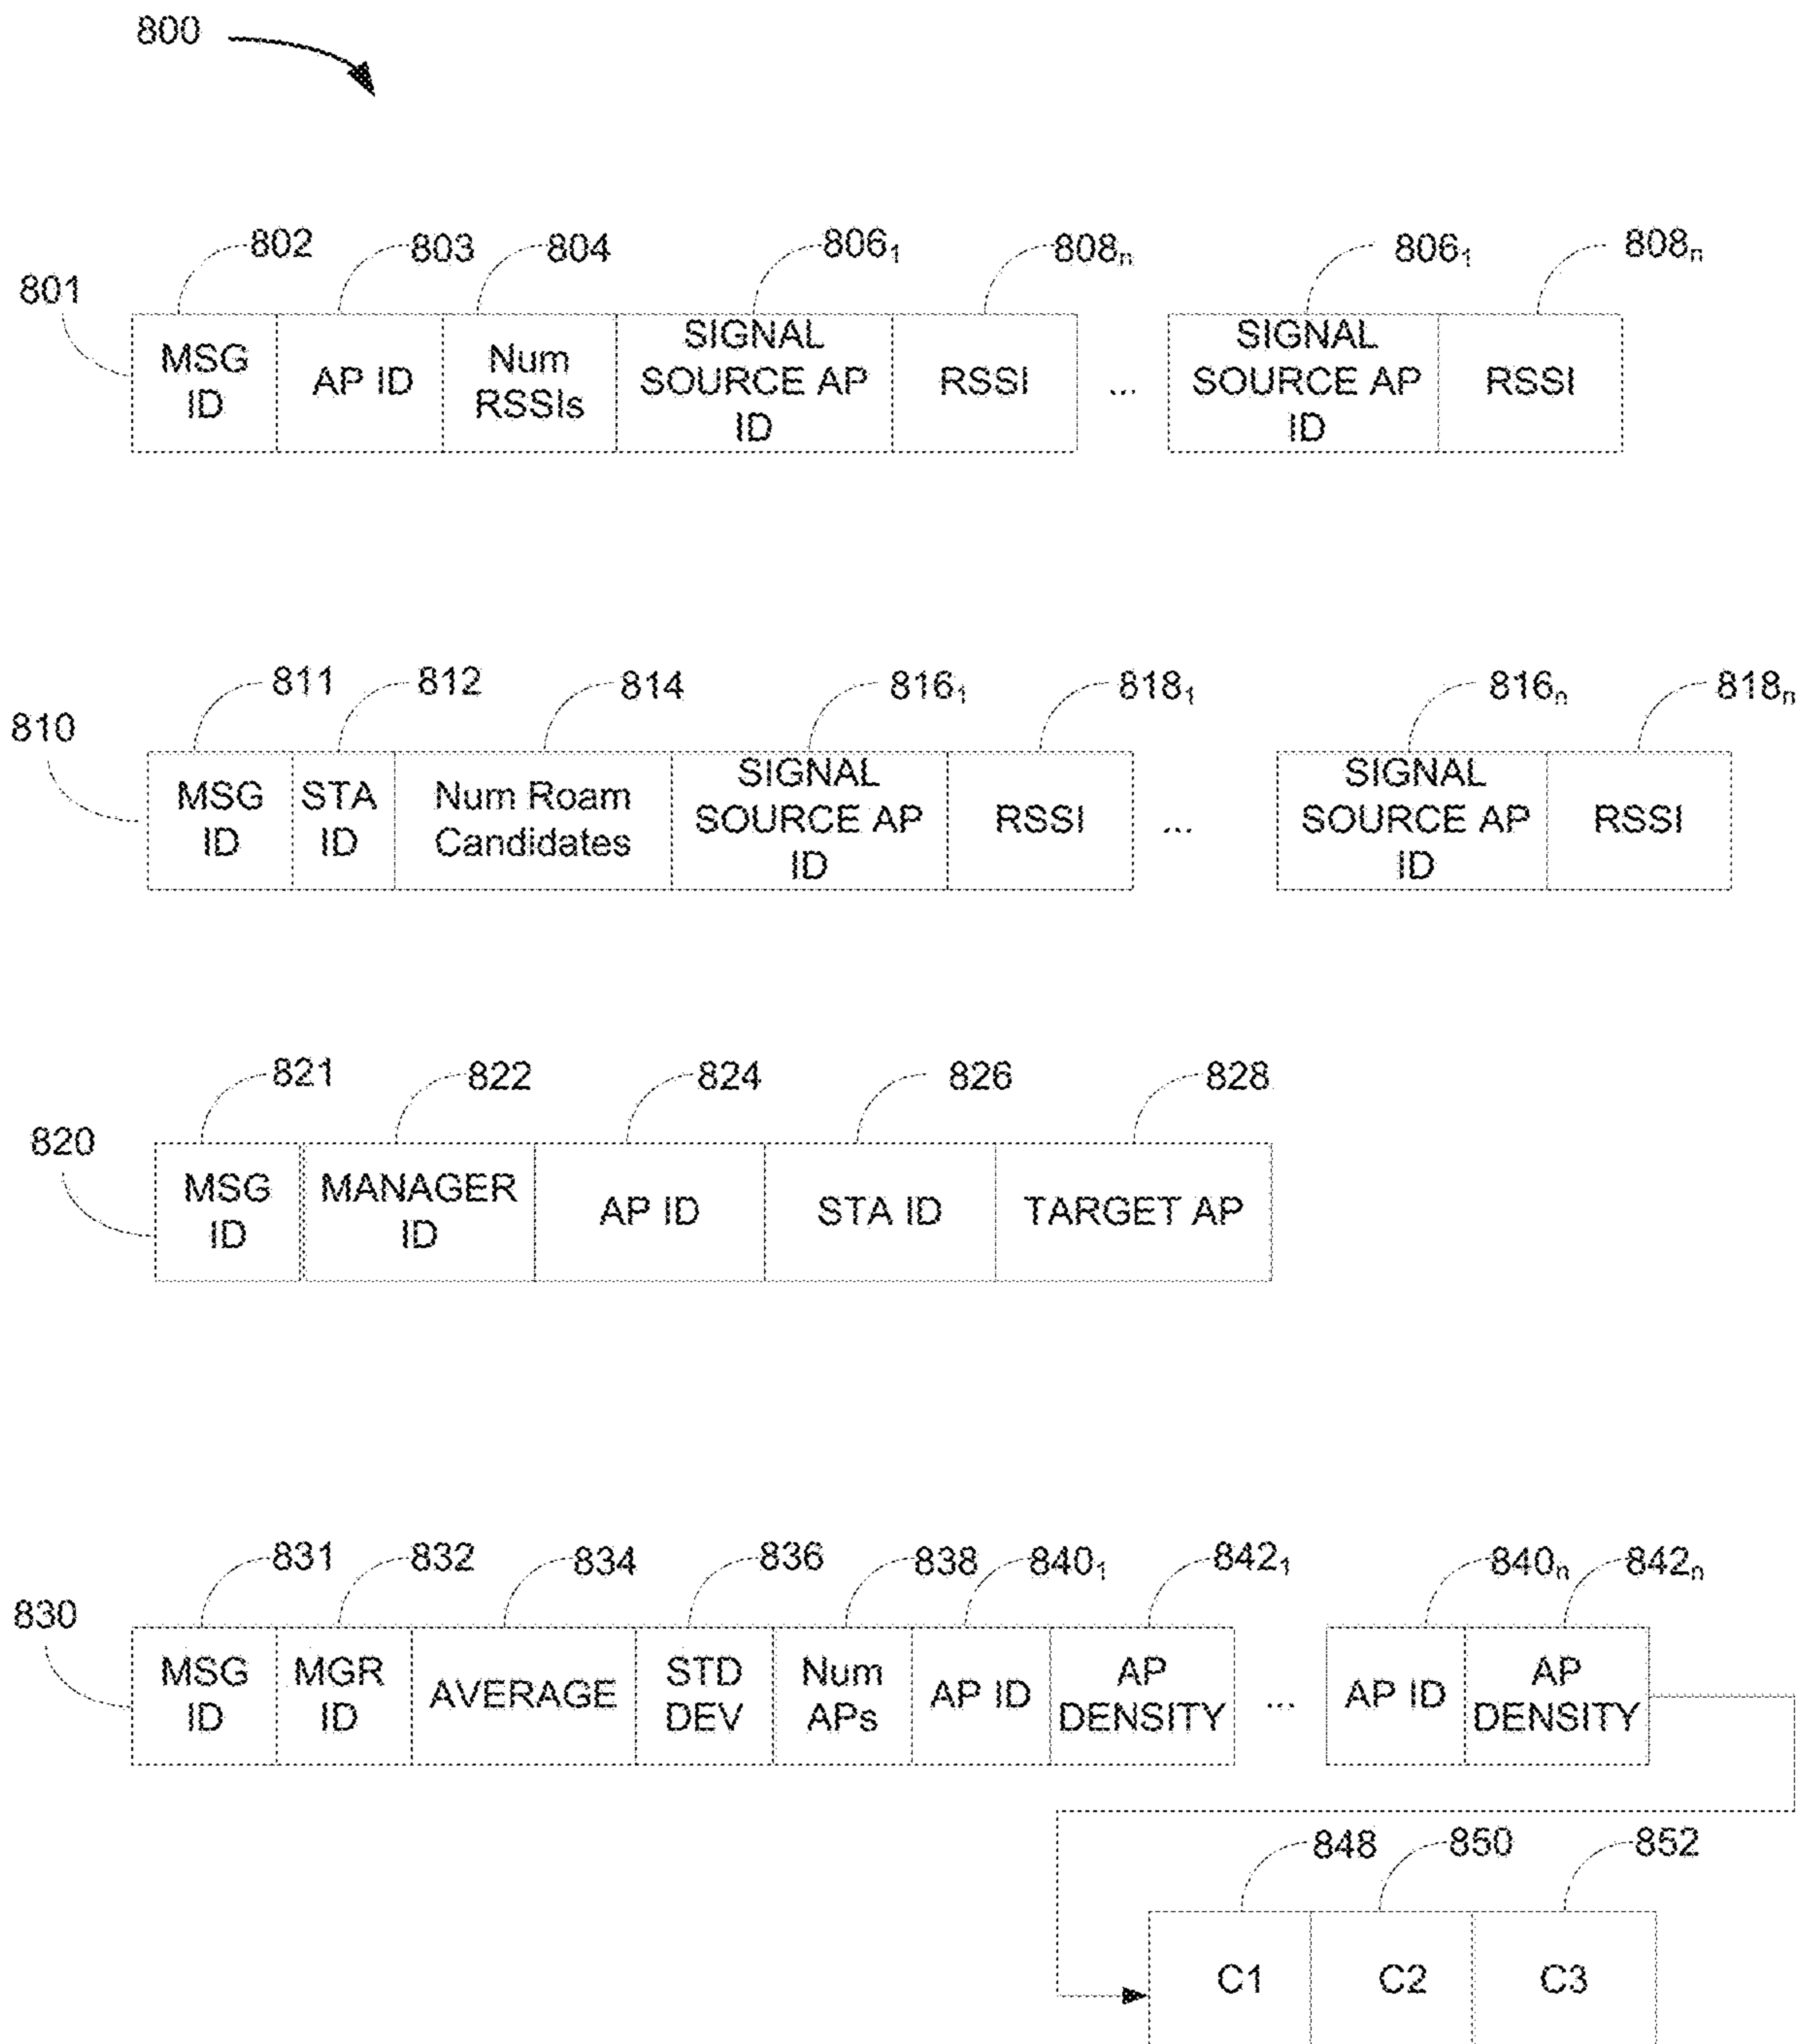 800
802 803 804 806₁ 808ₙ 806₁ 808ₙ
801
MSG ID AP ID Num RSSIs SIGNAL SOURCE AP ID RSSI ... SIGNAL SOURCE AP ID RSSI
811 812 814 816₁ 818₁ 816ₙ 818ₙ
810
MSG ID STA ID Num Roam Candidates SIGNAL SOURCE AP ID RSSI ... SIGNAL SOURCE AP ID RSSI
821 822 824 826 828
820
MSG ID MANAGER ID AP ID STA ID TARGET AP
831 832 834 836 838 840₁ 842₁ 840ₙ 842ₙ
830
MSG ID MGR ID AVERAGE STD DEV Num APs AP ID AP DENSITY ... AP ID AP DENSITY
848 850 852
C1 C2 C3